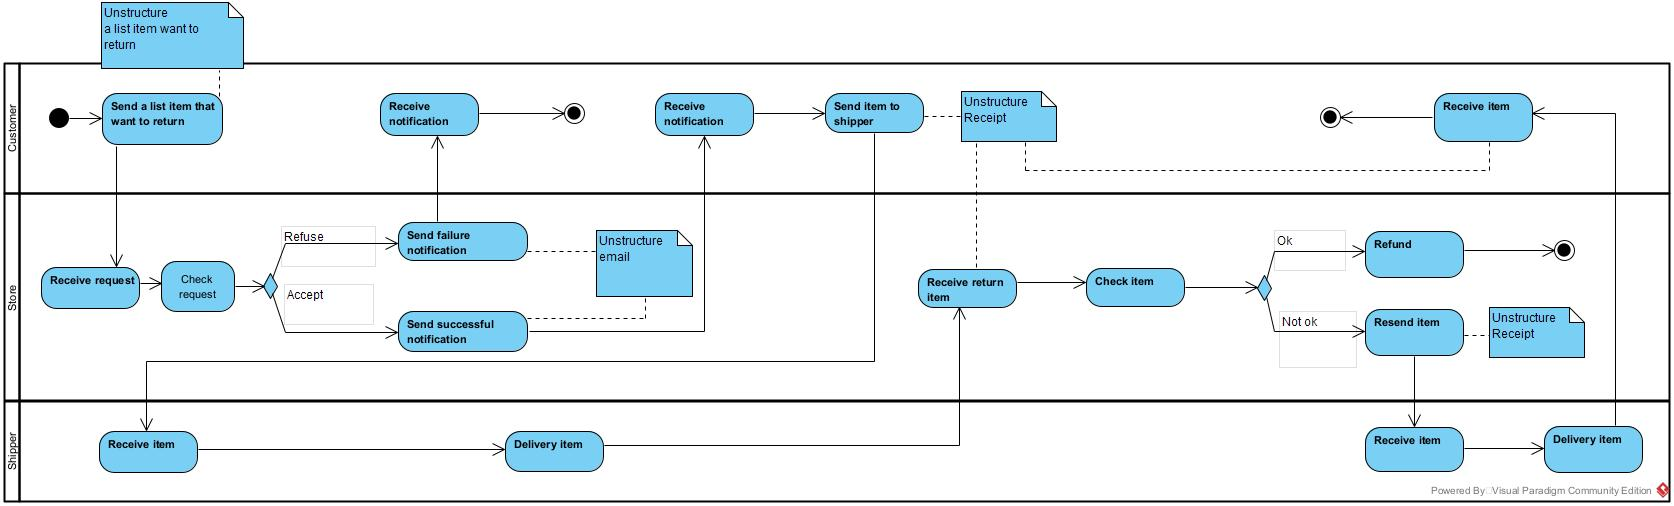 Unstructure
a list item want to
return
Customer
Send a list item that
want to return
Receive
notification
Receive
notification
Send item to
shipper
Unstructure
Receipt
Receive item
Store
Receive request
Check
request
Refuse
Accept
Send failure
notification
Send successful
notification
Unstructure
email
Receive return
item
Check item
Ok
Not ok
Refund
Resend item
Unstructure
Receipt
Shipper
Receive item
Delivery item
Receive item
Delivery item
Powered By Visual Paradigm Community Edition